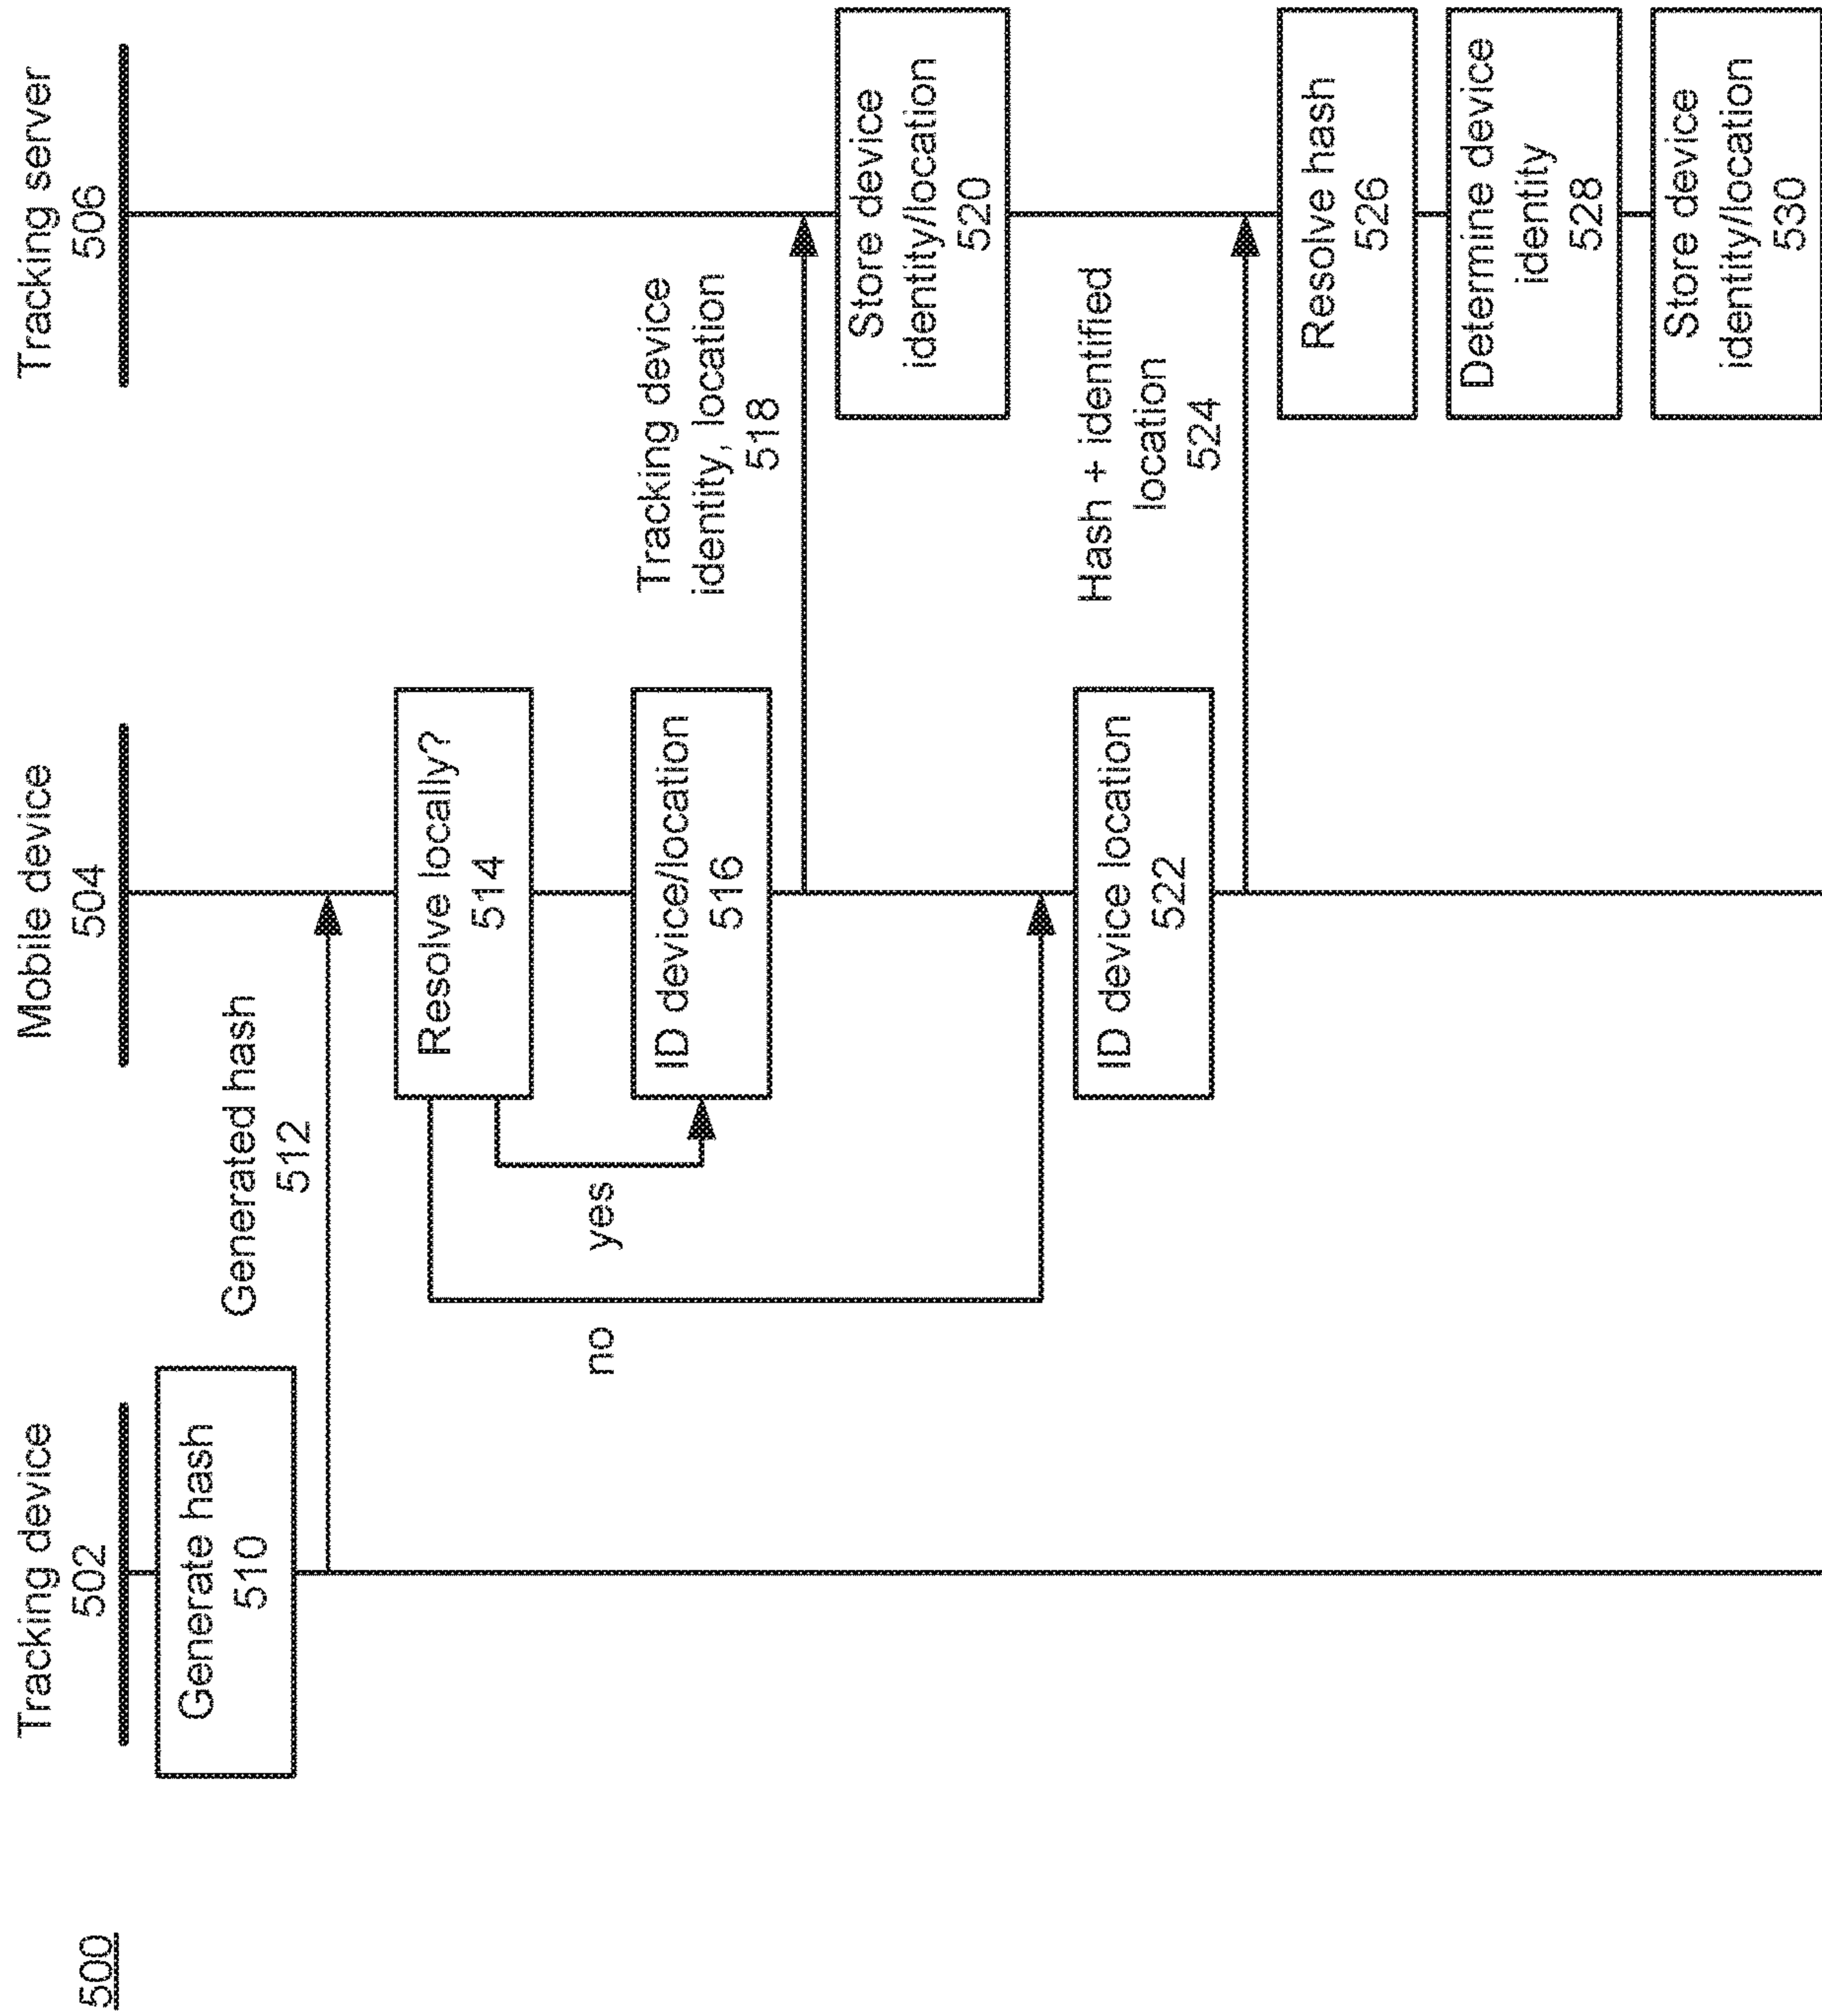 500
Tracking device
502
Mobile device
504
Tracking server
506
Generate hash
510
Generated hash
512
Resolve locally?
514
no
yes
ID device/location
516
Tracking device
identity, location
518
Store device
identity/location
520
ID device location
522
Hash + identified
location
524
Resolve hash
526
Determine device
identity
528
Store device
identity/location
530